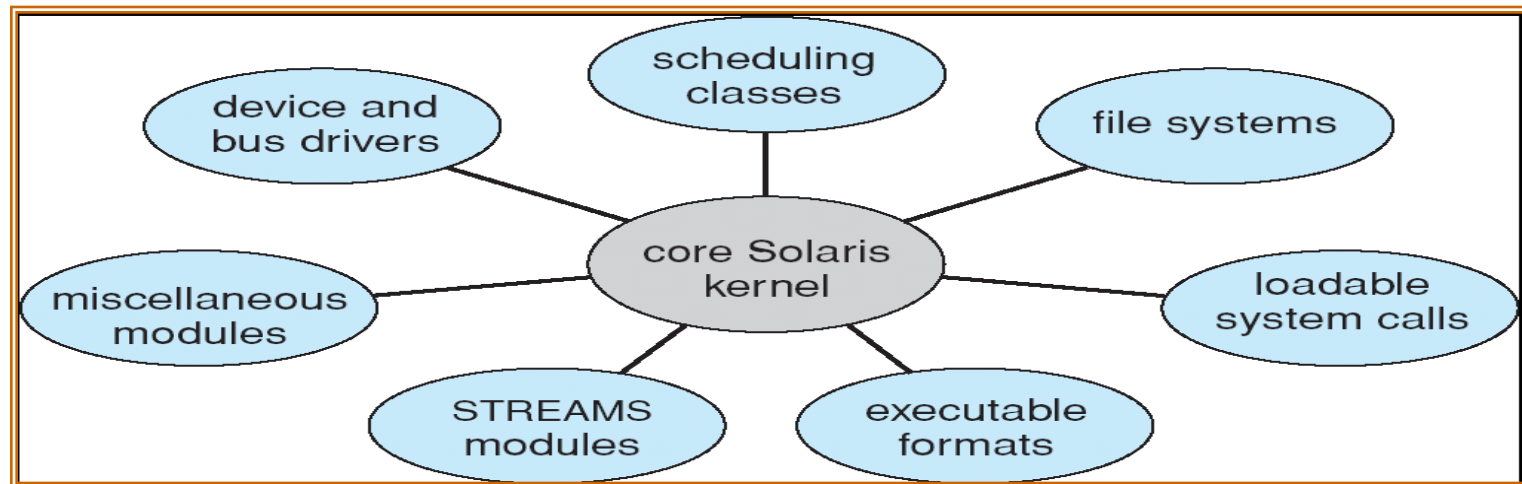 scheduling
classes
device and
bus drivers
file systems
core Solaris
kernel
miscellaneous
modules
loadable
system calls
STREAMS
modules
executable
formats